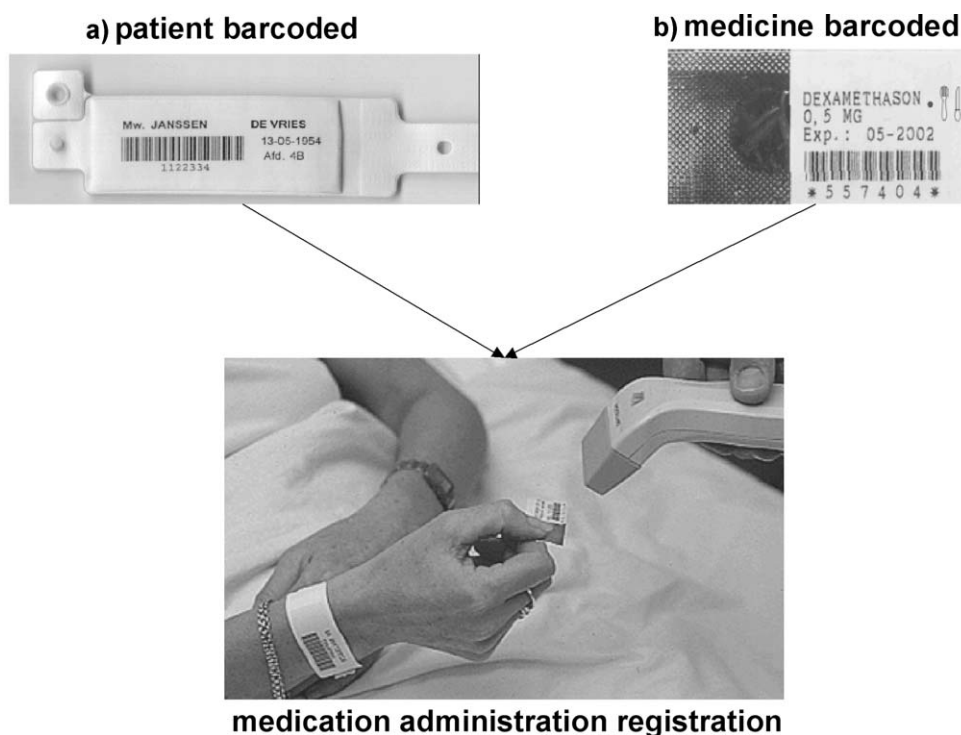 a) patient barcoded
b) medicine barcoded
Mw. JANSSEN DE VRIES
13-05-1954
Afd. 4B
1122334
DEXAMETHASON
0,5 MG
Exp.: 05-2002
*557404*
medication administration registration